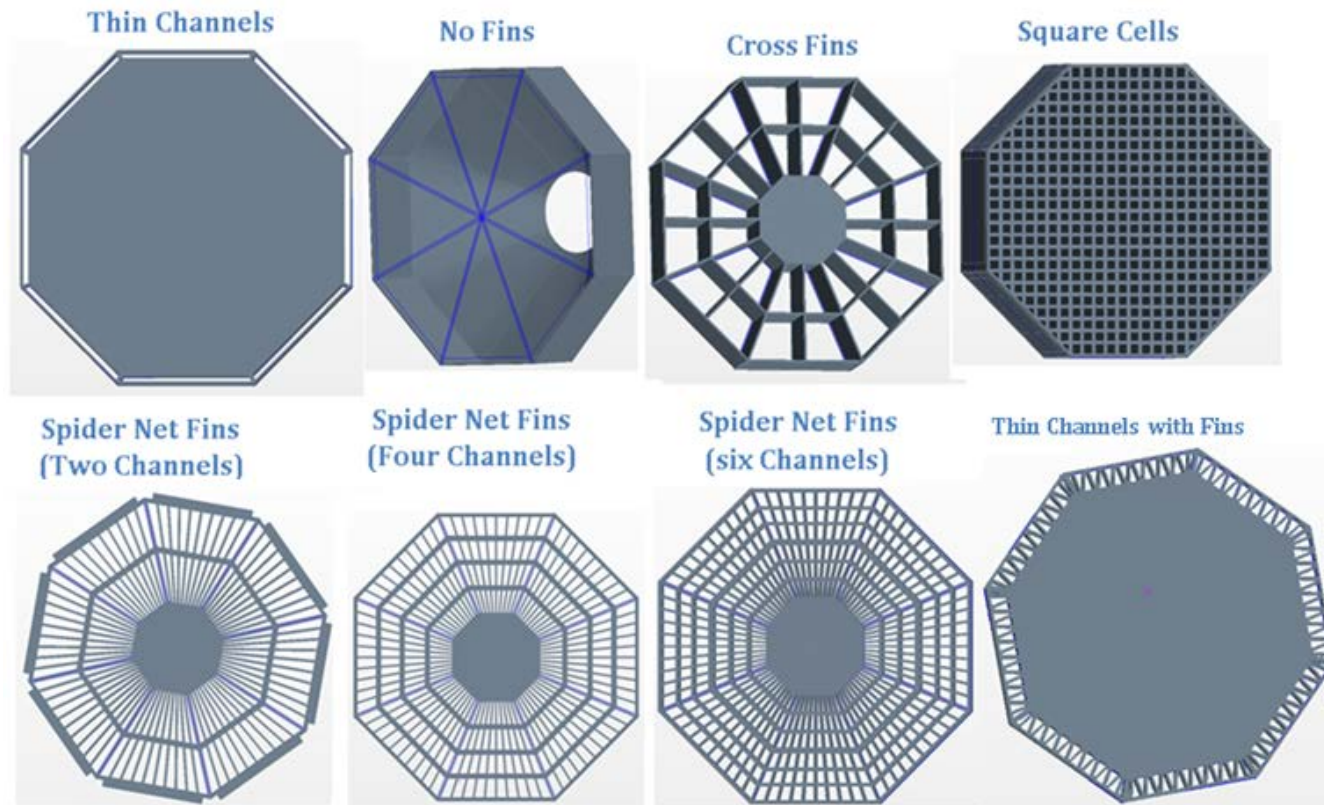 Thin Channels
No Fins
Cross Fins
Square Cells
Spider Net Fins
(Two Channels)
Spider Net Fins
(Four Channels)
Spider Net Fins
(six Channels)
Thin Channels with Fins